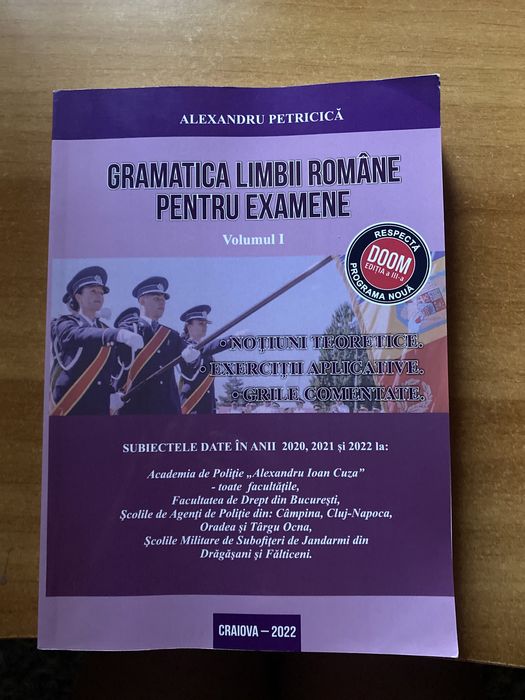 ALEXANDRU PETRICICĂ
GRAMATICA LIMBII ROMÂNE
PENTRU EXAMENE
Volumul I
RESPECTĂ
DOOM
EDIȚIA a III-a
PROGRAMA NOUĂ
• NOȚIUNI TEORETICE.
• EXERCIȚII APLICATIVE.
• GRILE COMENTATE.
SUBIECTELE DATE ÎN ANII 2020, 2021 și 2022 la:
Academia de Poliție „Alexandru Ioan Cuza”
- toate facultățile,
Facultatea de Drept din București,
Școlile de Agenți de Poliție din: Câmpina, Cluj-Napoca,
Oradea și Târgu Ocna,
Școlile Militare de Subofițeri de Jandarmi din
Drăgășani și Fălticeni.
CRAIOVA – 2022